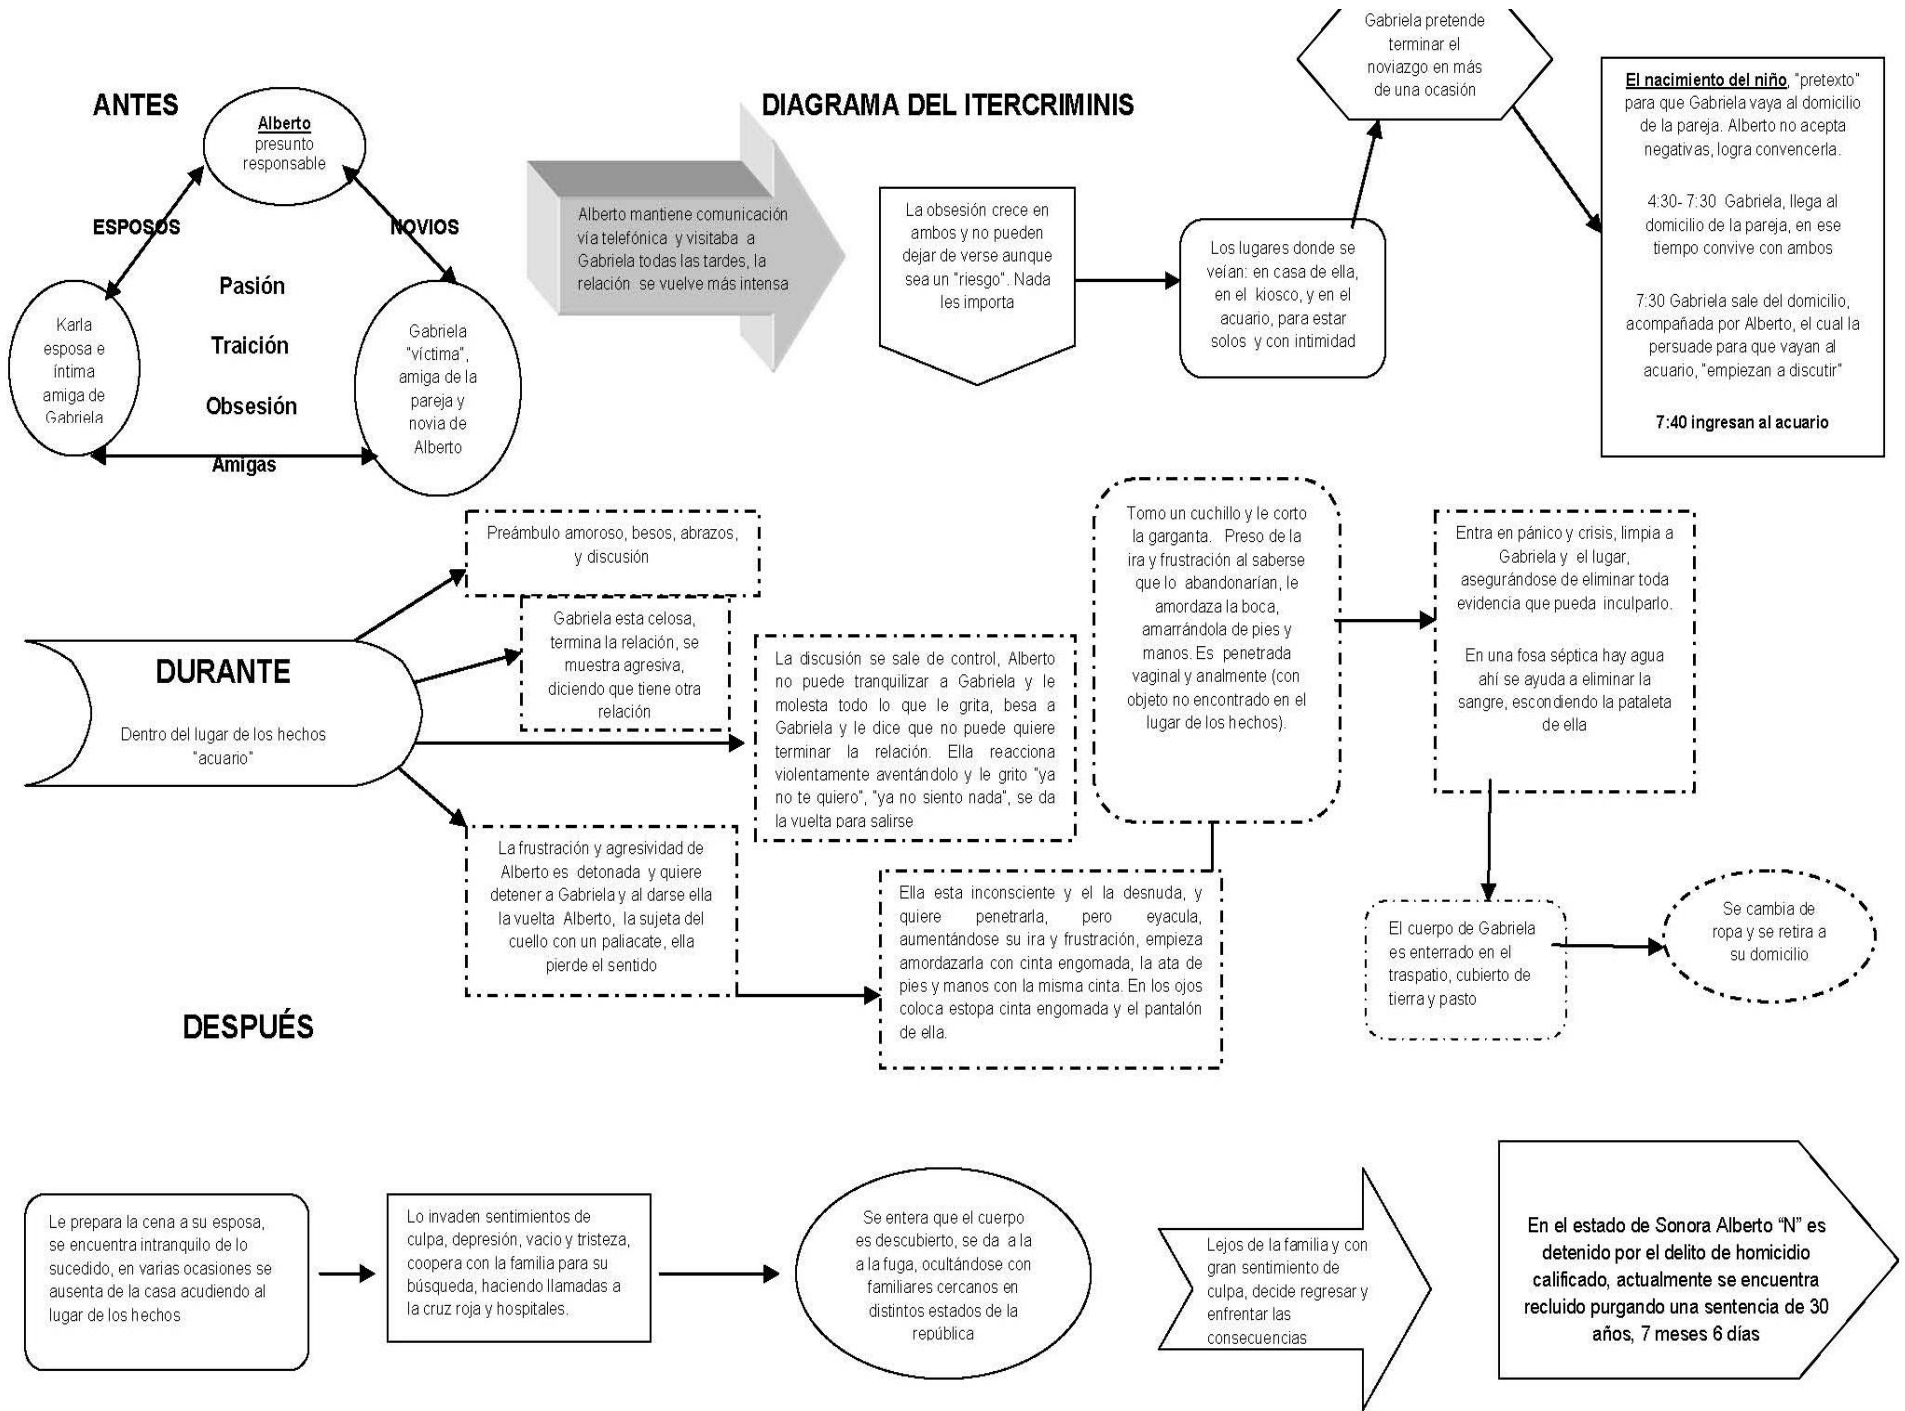 ANTES
Alberto
presunto
responsable
ESPOSOS
NOVIOS
Pasión
Traición
Obsesión
Amigas
Karla
esposa e
íntima
amiga de
Gabriela
Gabriela
"víctima",
amiga de la
pareja y
novia de
Alberto
DIAGRAMA DEL ITERCRIMINIS
Alberto mantiene comunicación
vía telefónica y visitaba a
Gabriela todas las tardes, la
relación se vuelve más intensa
La obsesión crece en
ambos y no pueden
dejar de verse aunque
sea un "riesgo". Nada
les importa
Los lugares donde se
veían: en casa de ella,
en el kiosco, y en el
acuario, para estar
solos y con intimidad
Gabriela pretende
terminar el
noviazgo en más
de una ocasión
El nacimiento del niño, "pretexto"
para que Gabriela vaya al domicilio
de la pareja. Alberto no acepta
negativas, logra convencerla.
4:30- 7:30 Gabriela, llega al
domicilio de la pareja, en ese
tiempo convive con ambos
7:30 Gabriela sale del domicilio,
acompañada por Alberto, el cual la
persuade para que vayan al
acuario, "empiezan a discutir"
7:40 ingresan al acuario
DURANTE
Dentro del lugar de los hechos
"acuario"
Preámbulo amoroso, besos, abrazos,
y discusión
Gabriela esta celosa,
termina la relación, se
muestra agresiva,
diciendo que tiene otra
relación
La discusión se sale de control, Alberto
no puede tranquilizar a Gabriela y le
molesta todo lo que le grita, besa a
Gabriela y le dice que no puede quiere
terminar la relación. Ella reacciona
violentamente aventándolo y le grito "ya
no te quiero", "ya no siento nada", se da
la vuelta para salirse
La frustración y agresividad de
Alberto es detonada y quiere
detener a Gabriela y al darse ella
la vuelta Alberto, la sujeta del
cuello con un paliacate, ella
pierde el sentido
Ella esta inconsciente y el la desnuda, y
quiere penetrarla, pero eyacula,
aumentándose su ira y frustración, empieza
amordazarla con cinta engomada, la ata de
pies y manos con la misma cinta. En los ojos
coloca estopa cinta engomada y el pantalón
de ella.
Tomo un cuchillo y le corto
la garganta. Preso de la
ira y frustración al saberse
que lo abandonarían, le
amordaza la boca,
amarrándola de pies y
manos. Es penetrada
vaginal y analmente (con
objeto no encontrado en el
lugar de los hechos).
Entra en pánico y crisis, limpia a
Gabriela y el lugar,
asegurándose de eliminar toda
evidencia que pueda inculparlo.
En una fosa séptica hay agua
ahí se ayuda a eliminar la
sangre, escondiendo la pataleta
de ella
El cuerpo de Gabriela
es enterrado en el
traspatio, cubierto de
tierra y pasto
Se cambia de
ropa y se retira a
su domicilio
DESPUÉS
Le prepara la cena a su esposa,
se encuentra intranquilo de lo
sucedido, en varias ocasiones se
ausenta de la casa acudiendo al
lugar de los hechos
Lo invaden sentimientos de
culpa, depresión, vacio y tristeza,
coopera con la familia para su
búsqueda, haciendo llamadas a
la cruz roja y hospitales.
Se entera que el cuerpo
es descubierto, se da a la
a la fuga, ocultándose con
familiares cercanos en
distintos estados de la
república
Lejos de la familia y con
gran sentimiento de
culpa, decide regresar y
enfrentar las
consecuencias
En el estado de Sonora Alberto “N” es
detenido por el delito de homicidio
calificado, actualmente se encuentra
recluido purgando una sentencia de 30
años, 7 meses 6 días